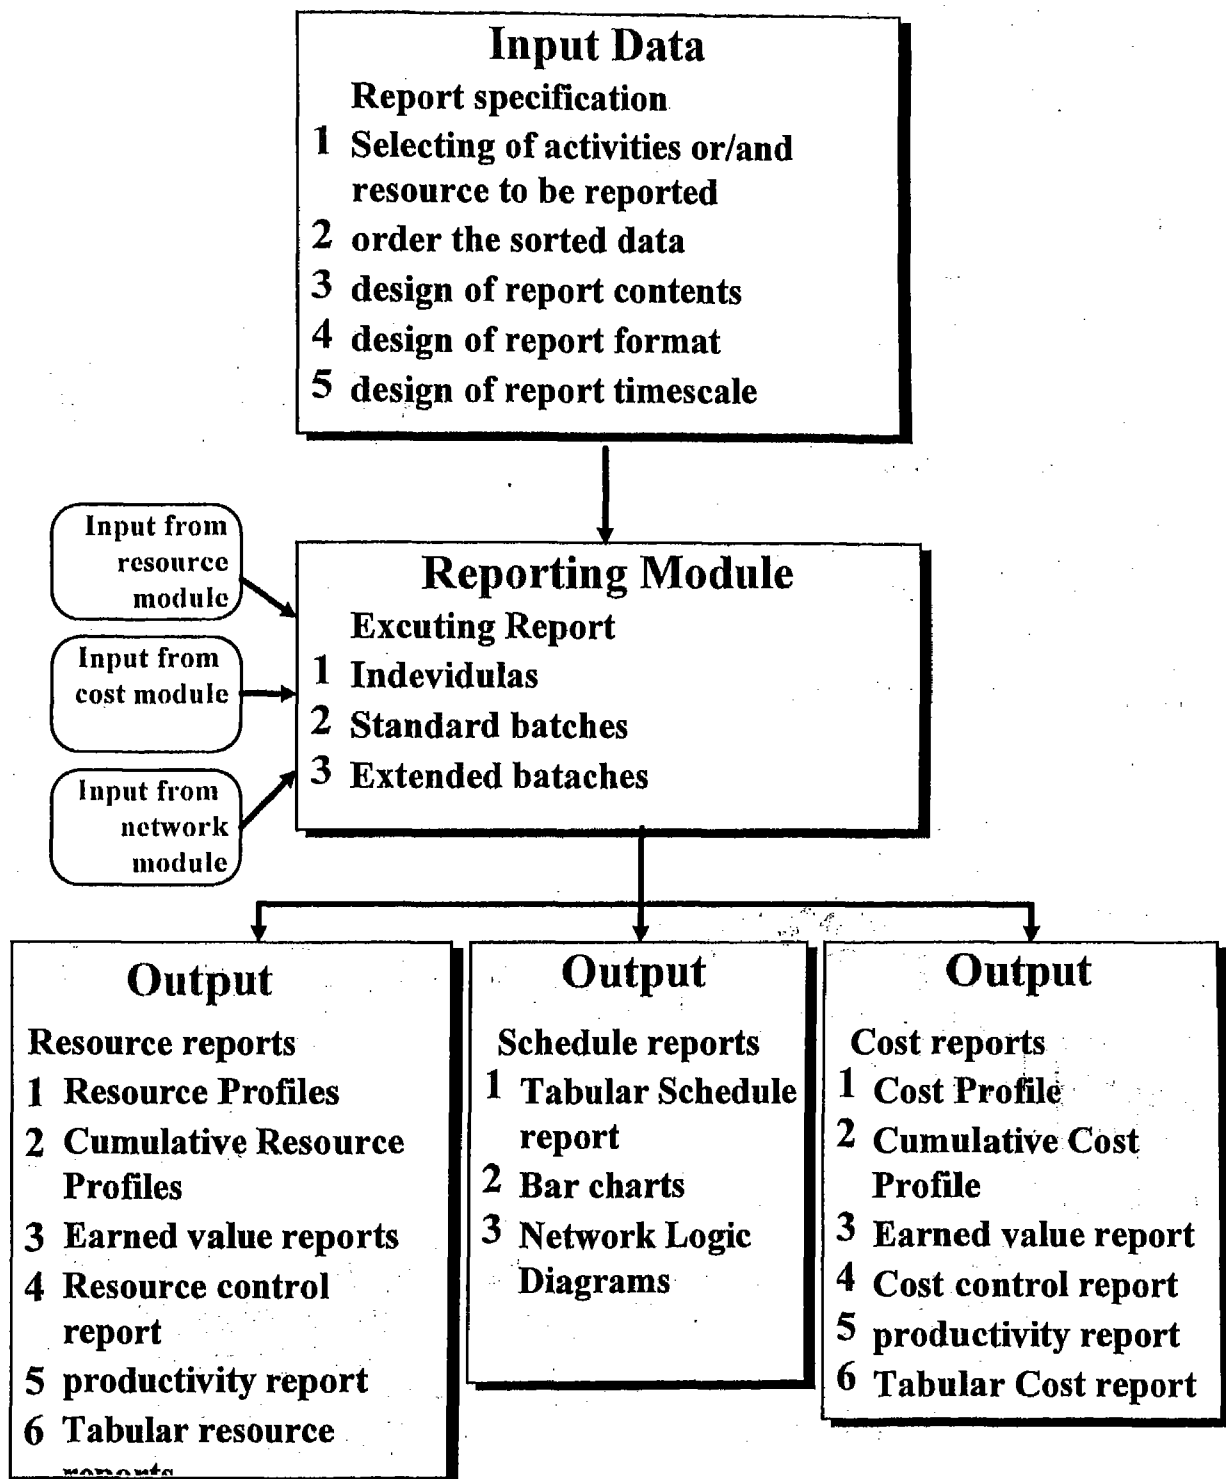 Input Data
Report specification
1 Selecting of activities or/and
resource to be reported
2 order the sorted data
3 design of report contents
4 design of report format
5 design of report timescale
Input from
resource
module
Input from
cost module
Input from
network
module
Reporting Module
Excuting Report
1 Indevidulas
2 Standard batches
3 Extended bataches
Output
Resource reports
1 Resource Profiles
2 Cumulative Resource
Profiles
3 Earned value reports
4 Resource control
report
5 productivity report
6 Tabular resource
reports
Output
Schedule reports
1 Tabular Schedule
report
2 Bar charts
3 Network Logic
Diagrams
Output
Cost reports
1 Cost Profile
2 Cumulative Cost
Profile
3 Earned value report
4 Cost control report
5 productivity report
6 Tabular Cost report